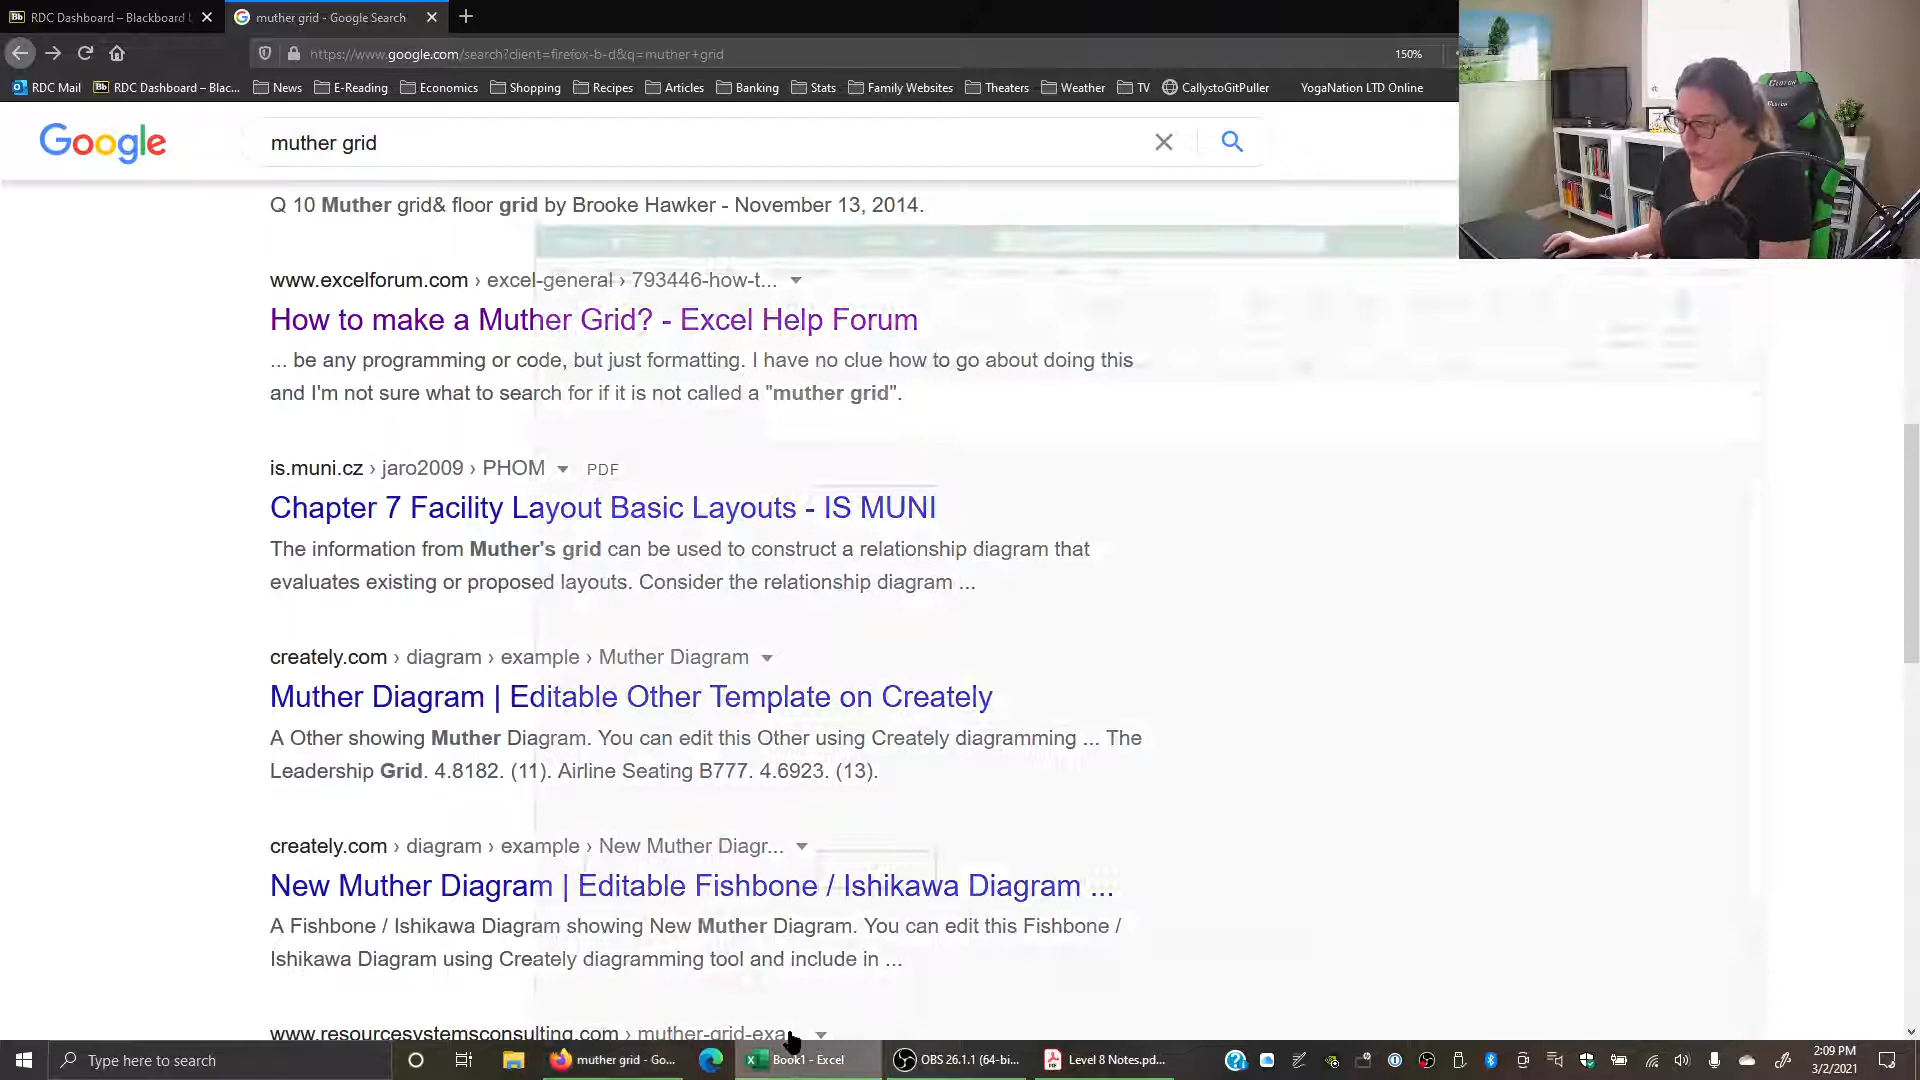 RDC Dashboard – Blackboard
muther grid - Google Search
https://www.google.com/search?client=firefox-b-d&q=muther+grid
150%
RDC Mail
RDC Dashboard – Blac...
News
E-Reading
Economics
Shopping
Recipes
Articles
Banking
Stats
Family Websites
Theaters
Weather
TV
CallystoGitPuller
YogaNation LTD Online
Google
muther grid
Q 10 Muther grid& floor grid by Brooke Hawker - November 13, 2014.
www.excelforum.com › excel-general › 793446-how-t...
How to make a Muther Grid? - Excel Help Forum
... be any programming or code, but just formatting. I have no clue how to go about doing this
and I'm not sure what to search for if it is not called a "muther grid".
is.muni.cz › jaro2009 › PHOM PDF
Chapter 7 Facility Layout Basic Layouts - IS MUNI
The information from Muther's grid can be used to construct a relationship diagram that
evaluates existing or proposed layouts. Consider the relationship diagram ...
creately.com › diagram › example › Muther Diagram
Muther Diagram | Editable Other Template on Creately
A Other showing Muther Diagram. You can edit this Other using Creately diagramming ... The
Leadership Grid. 4.8182. (11). Airline Seating B777. 4.6923. (13).
creately.com › diagram › example › New Muther Diagr...
New Muther Diagram | Editable Fishbone / Ishikawa Diagram ...
A Fishbone / Ishikawa Diagram showing New Muther Diagram. You can edit this Fishbone /
Ishikawa Diagram using Creately diagramming tool and include in ...
www.resourcesystemsconsulting.com › muther-grid-exa
Type here to search
muther grid - Go...
Book1 - Excel
OBS 26.1.1 (64-bi...
Level 8 Notes.pd...
2:09 PM
3/2/2021